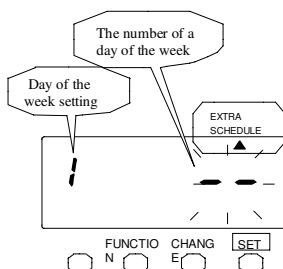 The number of a
day of the week
Day of the
week setting
EXTRA
SCHEDULE
1
- -
FUNCTIO
N
CHANG
E
SET